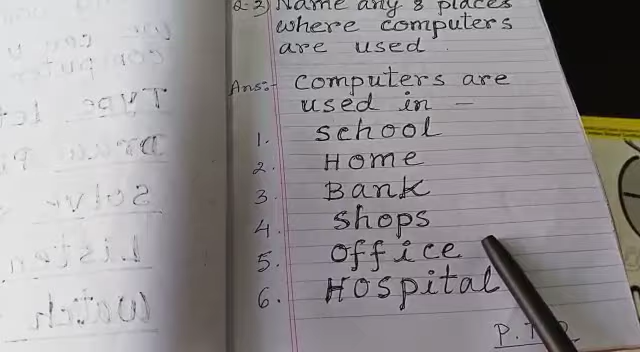 Q-3) Name any 8 places
where computers
are used.
Ans:- Computers are
used in —
1. School
2. Home
3. Bank
4. Shops
5. Office
6. Hospital
P.T.O